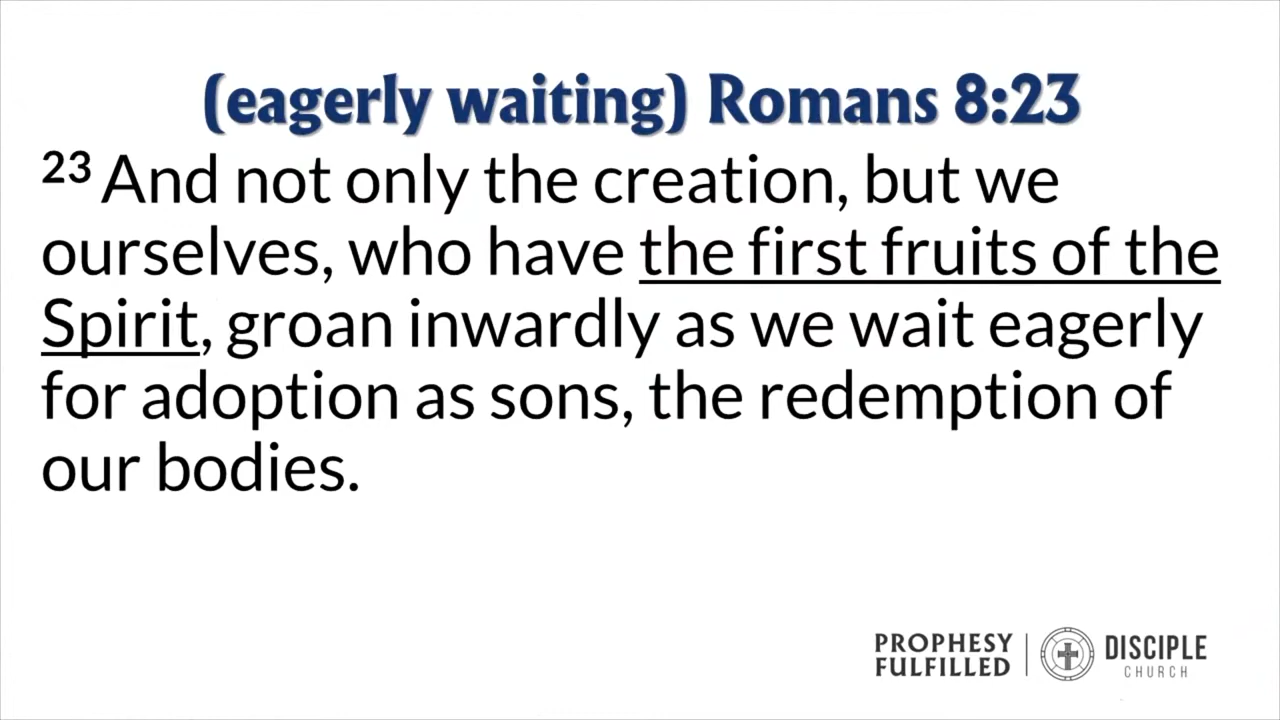 (eagerly waiting) Romans 8:23
23 And not only the creation, but we
ourselves, who have the first fruits of the
Spirit, groan inwardly as we wait eagerly
for adoption as sons, the redemption of
our bodies.
PROPHESY
FULFILLED
DISCIPLE
CHURCH